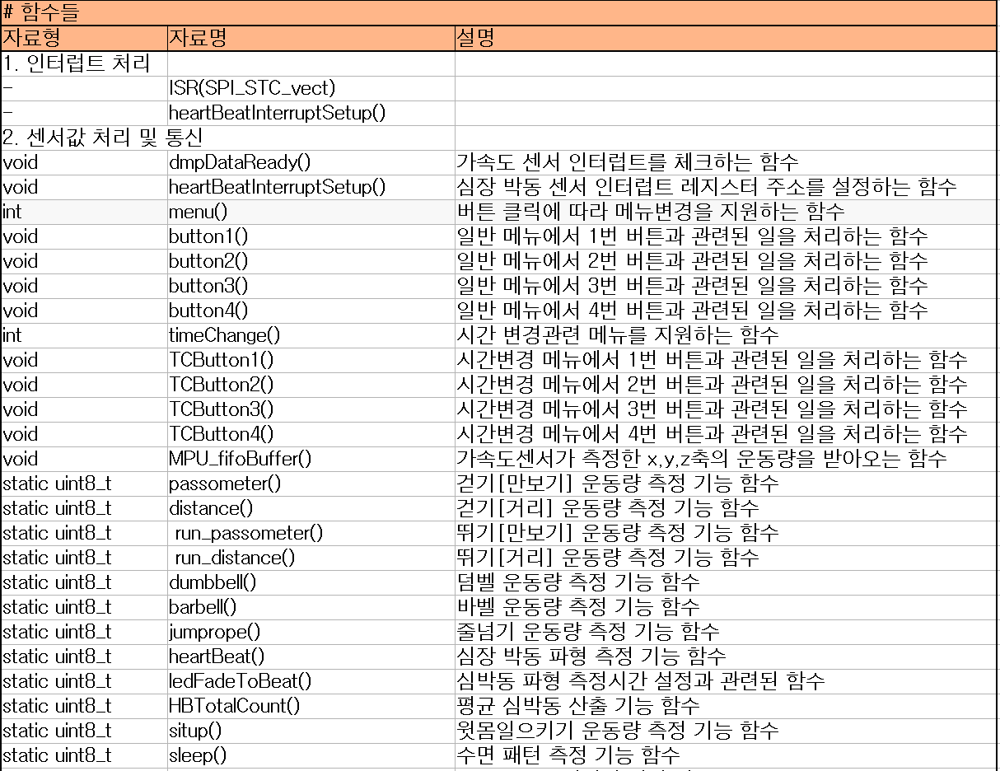 # 함수들
자료형 자료명 설명
1. 인터럽트 처리
- ISR(SPI_STC_vect)
- heartBeatInterruptSetup()
2. 센서값 처리 및 통신
void dmpDataReady() 가속도 센서 인터럽트를 체크하는 함수
void heartBeatInterruptSetup() 심장 박동 센서 인터럽트 레지스터 주소를 설정하는 함수
int menu() 버튼 클릭에 따라 메뉴변경을 지원하는 함수
void button1() 일반 메뉴에서 1번 버튼과 관련된 일을 처리하는 함수
void button2() 일반 메뉴에서 2번 버튼과 관련된 일을 처리하는 함수
void button3() 일반 메뉴에서 3번 버튼과 관련된 일을 처리하는 함수
void button4() 일반 메뉴에서 4번 버튼과 관련된 일을 처리하는 함수
int timeChange() 시간 변경관련 메뉴를 지원하는 함수
void TCButton1() 시간변경 메뉴에서 1번 버튼과 관련된 일을 처리하는 함수
void TCButton2() 시간변경 메뉴에서 2번 버튼과 관련된 일을 처리하는 함수
void TCButton3() 시간변경 메뉴에서 3번 버튼과 관련된 일을 처리하는 함수
void TCButton4() 시간변경 메뉴에서 4번 버튼과 관련된 일을 처리하는 함수
void MPU_fifoBuffer() 가속도센서가 측정한 x,y,z축의 운동량을 받아오는 함수
static uint8_t passometer() 걷기[만보기] 운동량 측정 기능 함수
static uint8_t distance() 걷기[거리] 운동량 측정 기능 함수
static uint8_t run_passometer() 뛰기[만보기] 운동량 측정 기능 함수
static uint8_t run_distance() 뛰기[거리] 운동량 측정 기능 함수
static uint8_t dumbbell() 덤벨 운동량 측정 기능 함수
static uint8_t barbell() 바벨 운동량 측정 기능 함수
static uint8_t jumprope() 줄넘기 운동량 측정 기능 함수
static uint8_t heartBeat() 심장 박동 파형 측정 기능 함수
static uint8_t ledFadeToBeat() 심박동 파형 측정시간 설정과 관련된 함수
static uint8_t HBTotalCount() 평균 심박동 산출 기능 함수
static uint8_t situp() 윗몸일으키기 운동량 측정 기능 함수
static uint8_t sleep() 수면 패턴 측정 기능 함수